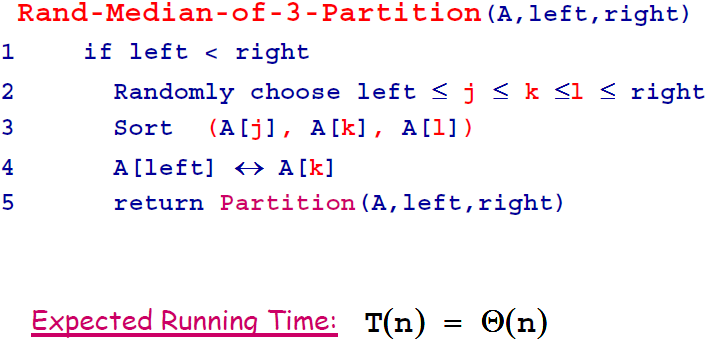 Rand-Median-of-3-Partition(A,left,right)
1 if left < right
2 Randomly choose left ≤ j ≤ k ≤l ≤ right
3 Sort (A[j], A[k], A[l])
4 A[left] ↔ A[k]
5 return Partition(A,left,right)
Expected Running Time: T(n) = Θ(n)